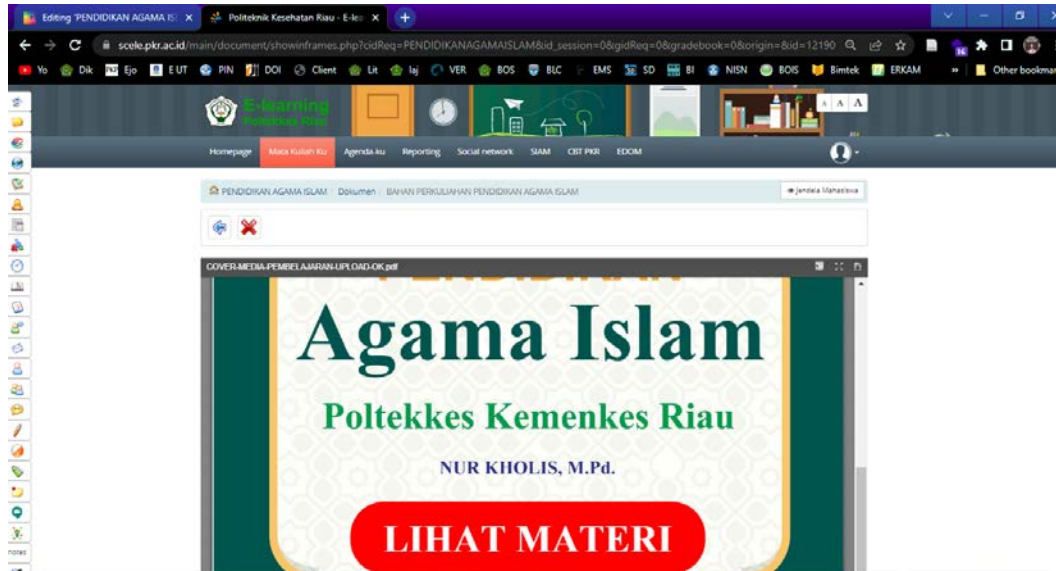 Editing 'PENDIDIKAN AGAMA IS
Politeknik Kesehatan Riau - E-lea
scele.pkr.ac.id/main/document/showinframes.php?cidReq=PENDIDIKANAGAMAISLAM&id_session=0&gidReq=0&gradebook=0&origin=&id=12190
Yo Dik PKP Ejo E UT PIN DOI Client Lit laj VER BOS BLC EMS SD BI NISN BOIS Bimtek ERKAM » Other bookmar
16
E-learning
Poltekkes Riau
A A A
Homepage Mata Kuliah Ku Agenda-ku Reporting Social network SIAM CBT PKR EDOM
PENDIDIKAN AGAMA ISLAM / Dokumen / BAHAN PERKULIAHAN PENDIDIKAN AGAMA ISLAM
Jendela Mahasiswa
COVER-MEDIA-PEMBELAJARAN-UPLOAD-OK.pdf
PENDIDIKAN
Agama Islam
Poltekkes Kemenkes Riau
NUR KHOLIS, M.Pd.
LIHAT MATERI
notes